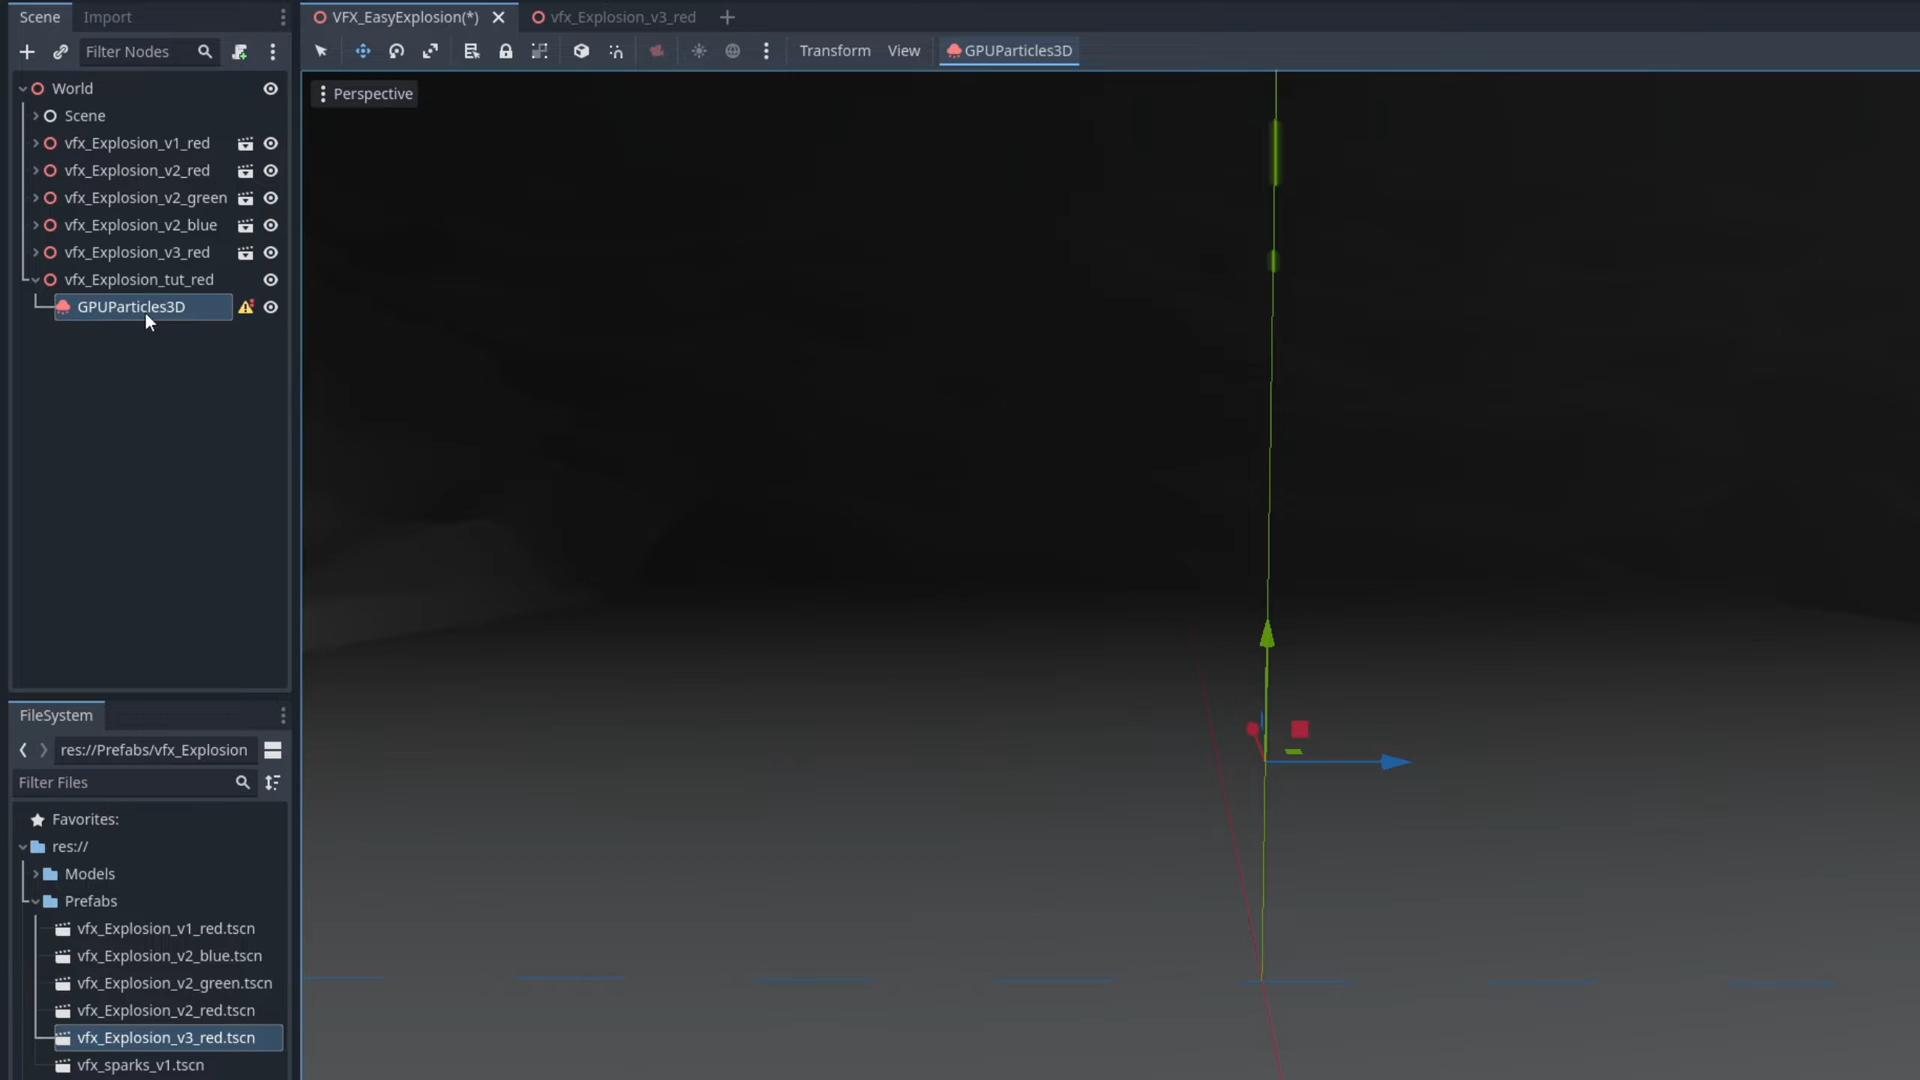 Scene
Import
VFX_EasyExplosion(*)
vfx_Explosion_v3_red
Filter Nodes
Transform
View
GPUParticles3D
Perspective
World
Scene
vfx_Explosion_v1_red
vfx_Explosion_v2_red
vfx_Explosion_v2_green
vfx_Explosion_v2_blue
vfx_Explosion_v3_red
vfx_Explosion_tut_red
GPUParticles3D
FileSystem
res://Prefabs/vfx_Explosion
Filter Files
Favorites:
res://
Models
Prefabs
vfx_Explosion_v1_red.tscn
vfx_Explosion_v2_blue.tscn
vfx_Explosion_v2_green.tscn
vfx_Explosion_v2_red.tscn
vfx_Explosion_v3_red.tscn
vfx_sparks_v1.tscn